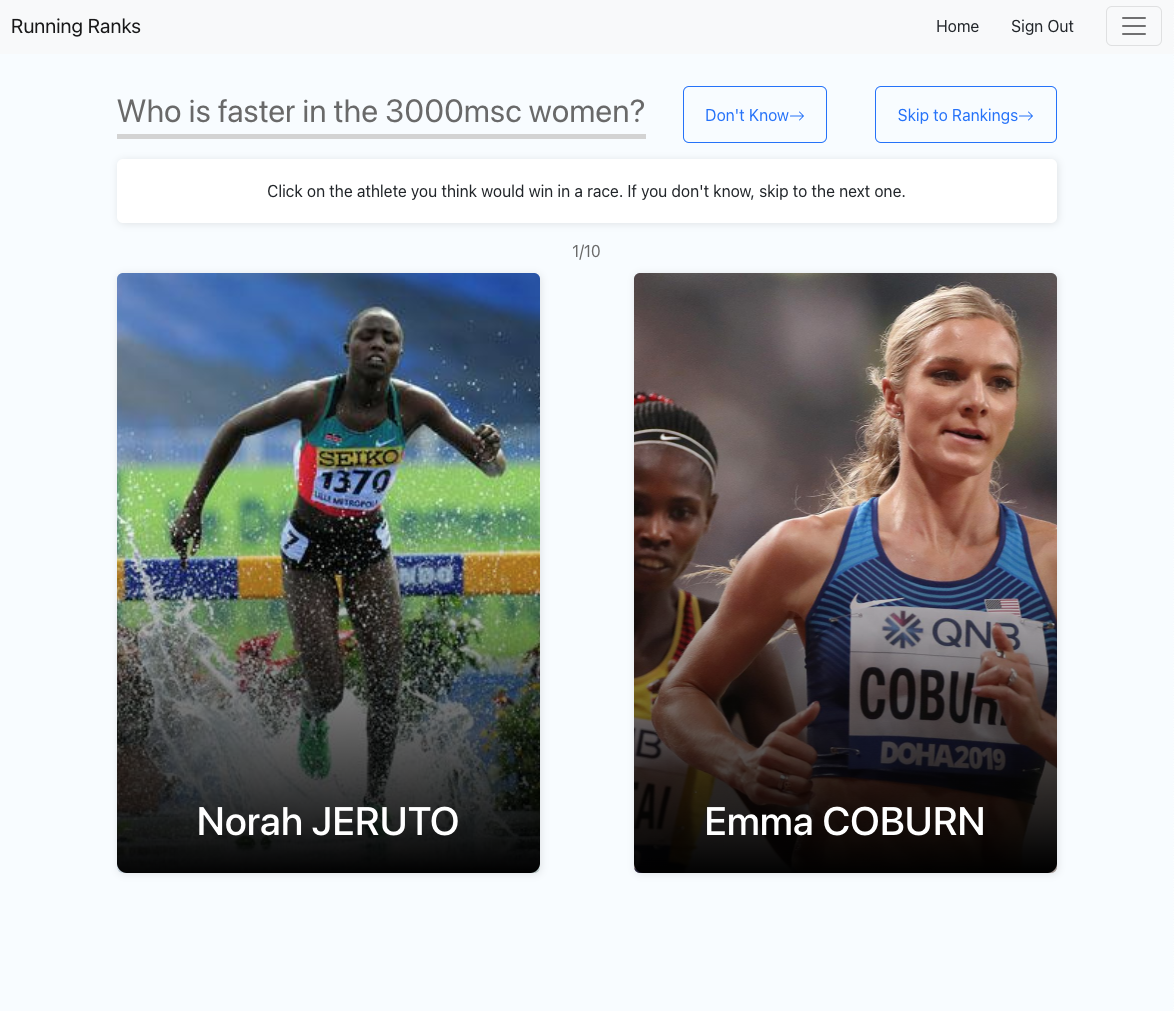 Running Ranks
Home
Sign Out
Who is faster in the 3000msc women?
Don't Know→
Skip to Rankings→
Click on the athlete you think would win in a race. If you don't know, skip to the next one.
1/10
SEIKO
1370
LILLE METROPOLE
7
Norah JERUTO
QNB
COBURN
DOHA2019
Emma COBURN